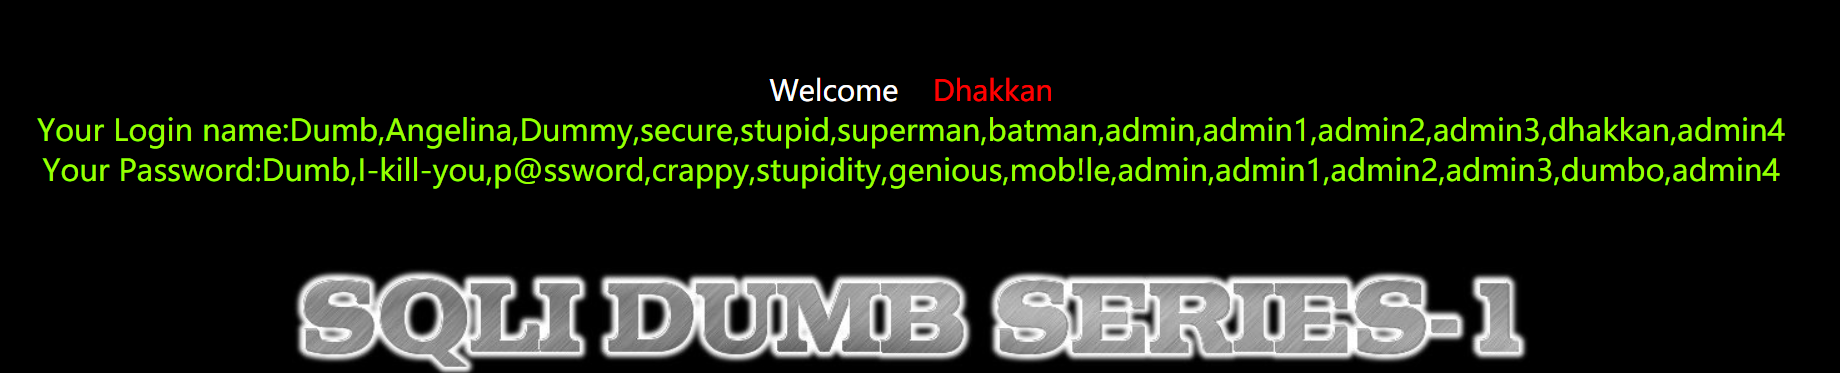 Welcome Dhakkan
Your Login name:Dumb,Angelina,Dummy,secure,stupid,superman,batman,admin,admin1,admin2,admin3,dhakkan,admin4
Your Password:Dumb,I-kill-you,p@ssword,crappy,stupidity,genious,mob!le,admin,admin1,admin2,admin3,dumbo,admin4
SQLI DUMB SERIES-1